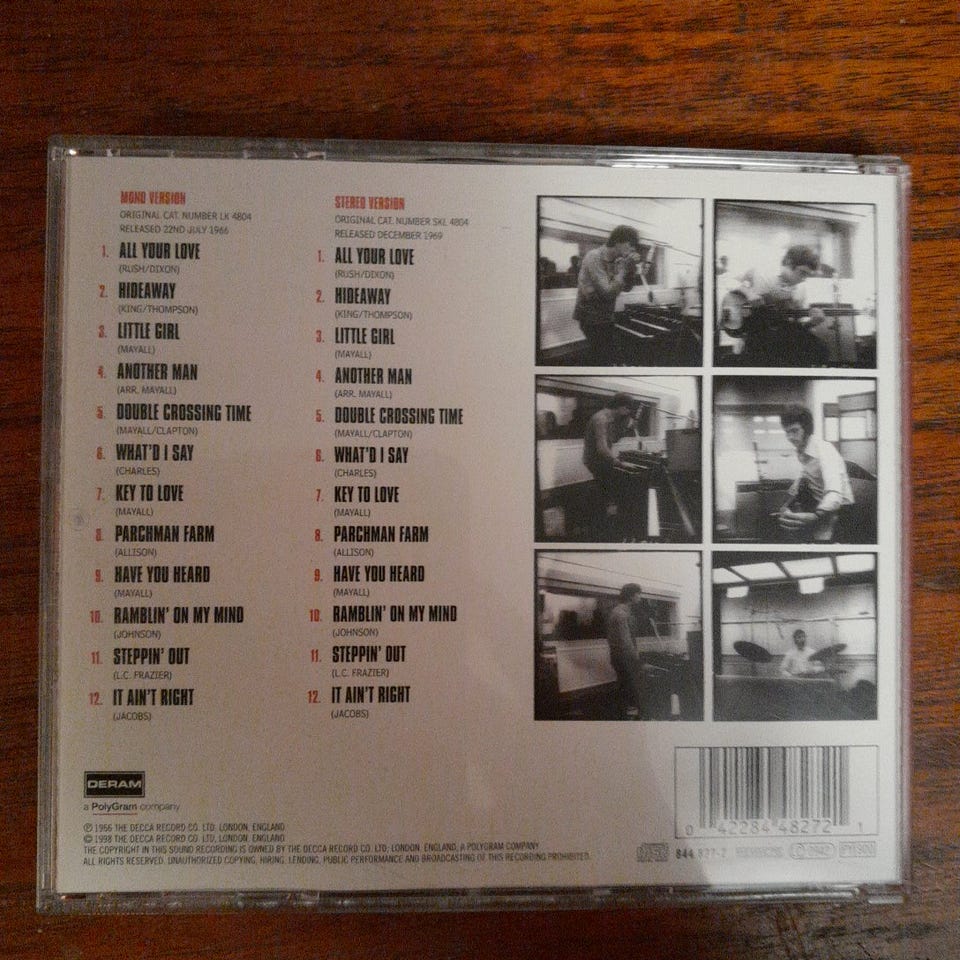 MONO VERSION
ORIGINAL CAT. NUMBER LK 4804
RELEASED 22ND JULY 1966
1. ALL YOUR LOVE
(RUSH/DIXON)
2. HIDEAWAY
(KING/THOMPSON)
3. LITTLE GIRL
(MAYALL)
4. ANOTHER MAN
(ARR. MAYALL)
5. DOUBLE CROSSING TIME
(MAYALL/CLAPTON)
6. WHAT'D I SAY
(CHARLES)
7. KEY TO LOVE
(MAYALL)
8. PARCHMAN FARM
(ALLISON)
9. HAVE YOU HEARD
(MAYALL)
10. RAMBLIN' ON MY MIND
(JOHNSON)
11. STEPPIN' OUT
(L.C. FRAZIER)
12. IT AIN'T RIGHT
(JACOBS)
STEREO VERSION
ORIGINAL CAT. NUMBER SKL 4804
RELEASED DECEMBER 1969
1. ALL YOUR LOVE
(RUSH/DIXON)
2. HIDEAWAY
(KING/THOMPSON)
3. LITTLE GIRL
(MAYALL)
4. ANOTHER MAN
(ARR. MAYALL)
5. DOUBLE CROSSING TIME
(MAYALL/CLAPTON)
6. WHAT'D I SAY
(CHARLES)
7. KEY TO LOVE
(MAYALL)
8. PARCHMAN FARM
(ALLISON)
9. HAVE YOU HEARD
(MAYALL)
10. RAMBLIN' ON MY MIND
(JOHNSON)
11. STEPPIN' OUT
(L.C. FRAZIER)
12. IT AIN'T RIGHT
(JACOBS)
DERAM
a PolyGram company
℗ 1966 THE DECCA RECORD CO. LTD. LONDON, ENGLAND
© 1998 THE DECCA RECORD CO. LTD. LONDON, ENGLAND
THE COPYRIGHT IN THIS SOUND RECORDING IS OWNED BY THE DECCA RECORD CO. LTD; LONDON, ENGLAND, A POLYGRAM COMPANY
ALL RIGHTS RESERVED. UNAUTHORIZED COPYING, HIRING, LENDING, PUBLIC PERFORMANCE AND BROADCASTING OF THIS RECORDING PROHIBITED.
0 42284 48272 1
844 827-2